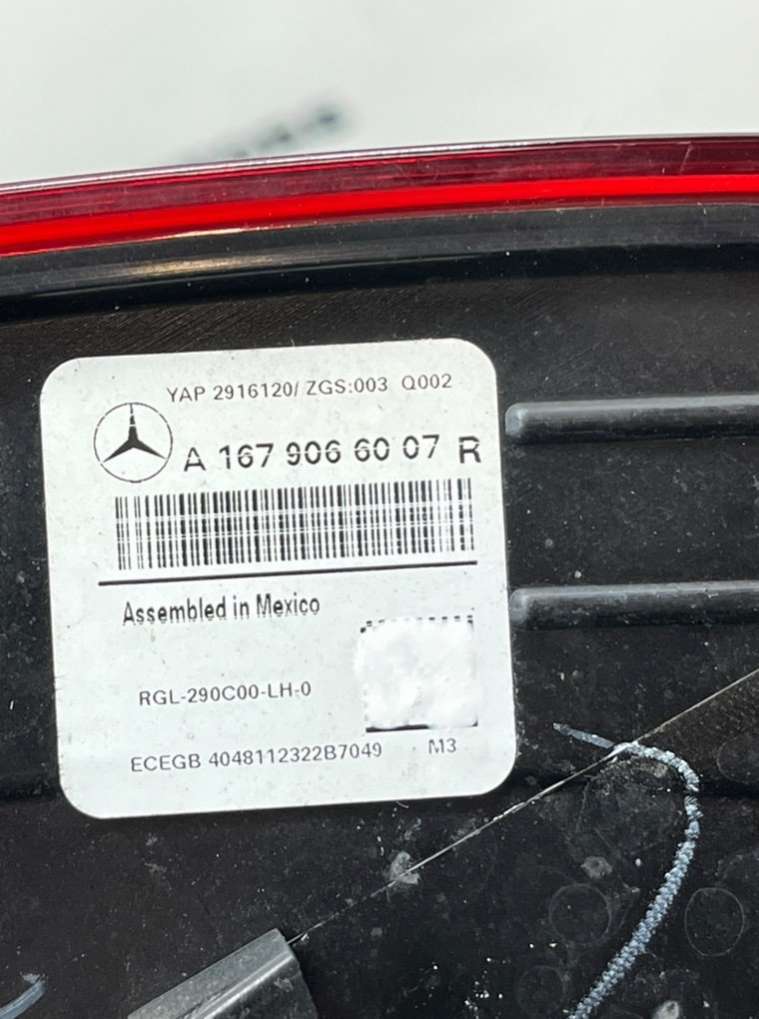 YAP 2916120/ ZGS:003 Q002
A 167 906 60 07 R
Assembled in Mexico
RGL-290C00-LH-0
ECEGB 4048112322B7049 M3